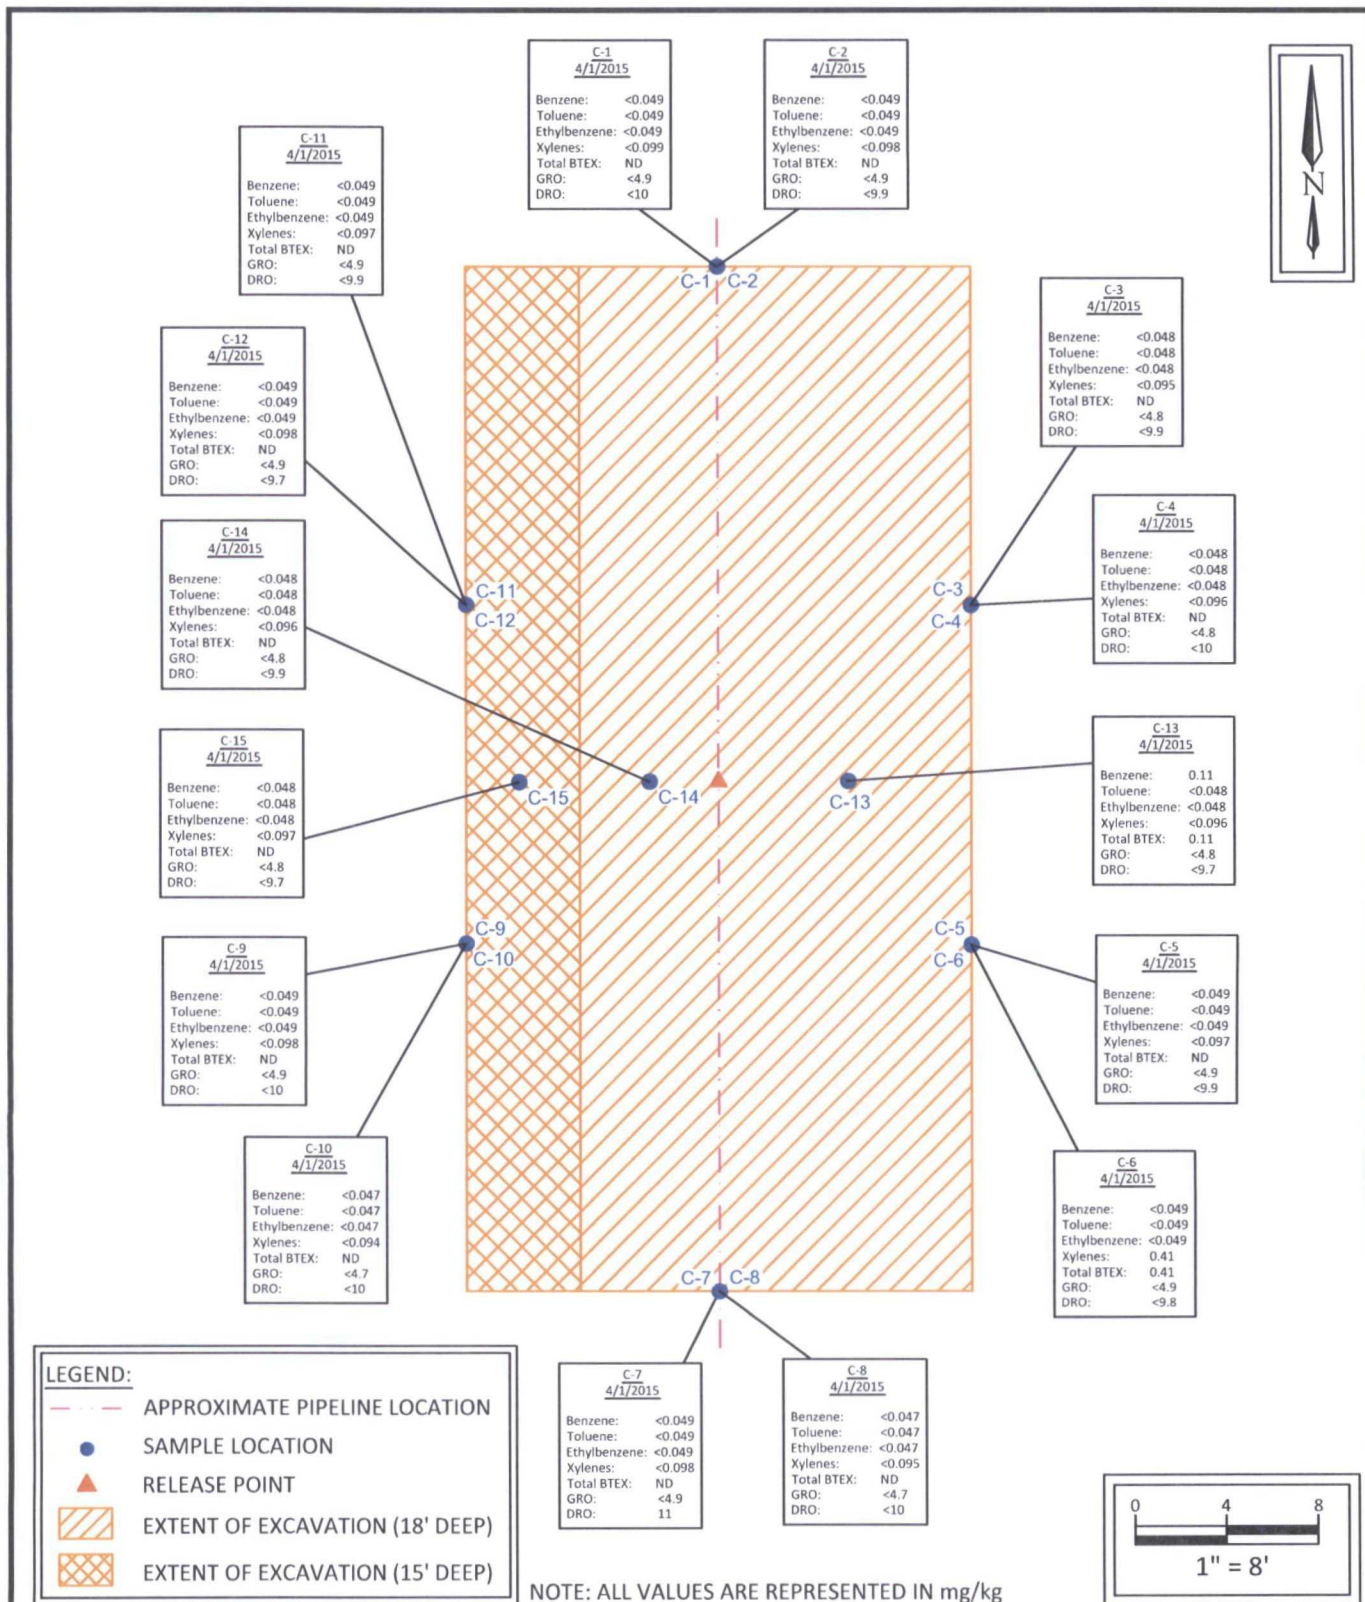 C-1
4/1/2015
Benzene: <0.049
Toluene: <0.049
Ethylbenzene: <0.049
Xylenes: <0.099
Total BTEX: ND
GRO: <4.9
DRO: <10
C-2
4/1/2015
Benzene: <0.049
Toluene: <0.049
Ethylbenzene: <0.049
Xylenes: <0.098
Total BTEX: ND
GRO: <4.9
DRO: <9.9
N
C-11
4/1/2015
Benzene: <0.049
Toluene: <0.049
Ethylbenzene: <0.049
Xylenes: <0.097
Total BTEX: ND
GRO: <4.9
DRO: <9.9
C-1 C-2
C-3
4/1/2015
Benzene: <0.048
Toluene: <0.048
Ethylbenzene: <0.048
Xylenes: <0.095
Total BTEX: ND
GRO: <4.8
DRO: <9.9
C-12
4/1/2015
Benzene: <0.049
Toluene: <0.049
Ethylbenzene: <0.049
Xylenes: <0.098
Total BTEX: ND
GRO: <4.9
DRO: <9.7
C-4
4/1/2015
Benzene: <0.048
Toluene: <0.048
Ethylbenzene: <0.048
Xylenes: <0.096
Total BTEX: ND
GRO: <4.8
DRO: <10
C-14
4/1/2015
Benzene: <0.048
Toluene: <0.048
Ethylbenzene: <0.048
Xylenes: <0.096
Total BTEX: ND
GRO: <4.8
DRO: <9.9
C-11
C-12
C-3
C-4
C-13
4/1/2015
Benzene: 0.11
Toluene: <0.048
Ethylbenzene: <0.048
Xylenes: <0.096
Total BTEX: 0.11
GRO: <4.8
DRO: <9.7
C-15
4/1/2015
Benzene: <0.048
Toluene: <0.048
Ethylbenzene: <0.048
Xylenes: <0.097
Total BTEX: ND
GRO: <4.8
DRO: <9.7
C-15
C-14
C-13
C-9
C-10
C-5
C-6
C-9
4/1/2015
Benzene: <0.049
Toluene: <0.049
Ethylbenzene: <0.049
Xylenes: <0.098
Total BTEX: ND
GRO: <4.9
DRO: <10
C-5
4/1/2015
Benzene: <0.049
Toluene: <0.049
Ethylbenzene: <0.049
Xylenes: <0.097
Total BTEX: ND
GRO: <4.9
DRO: <9.9
C-10
4/1/2015
Benzene: <0.047
Toluene: <0.047
Ethylbenzene: <0.047
Xylenes: <0.094
Total BTEX: ND
GRO: <4.7
DRO: <10
C-6
4/1/2015
Benzene: <0.049
Toluene: <0.049
Ethylbenzene: <0.049
Xylenes: 0.41
Total BTEX: 0.41
GRO: <4.9
DRO: <9.8
C-7 C-8
C-7
4/1/2015
Benzene: <0.049
Toluene: <0.049
Ethylbenzene: <0.049
Xylenes: <0.098
Total BTEX: ND
GRO: <4.9
DRO: 11
C-8
4/1/2015
Benzene: <0.047
Toluene: <0.047
Ethylbenzene: <0.047
Xylenes: <0.095
Total BTEX: ND
GRO: <4.7
DRO: <10
LEGEND:
APPROXIMATE PIPELINE LOCATION
SAMPLE LOCATION
RELEASE POINT
EXTENT OF EXCAVATION (18' DEEP)
EXTENT OF EXCAVATION (15' DEEP)
0 4 8
1" = 8'
NOTE: ALL VALUES ARE REPRESENTED IN mg/kg